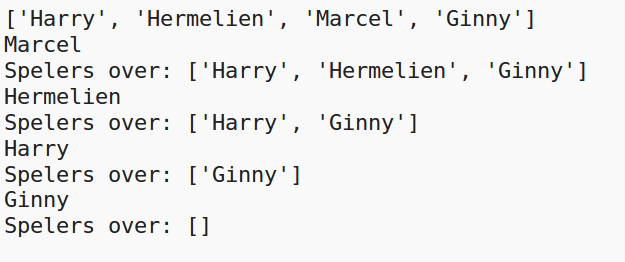 ['Harry', 'Hermelien', 'Marcel', 'Ginny']
Marcel
Spelers over: ['Harry', 'Hermelien', 'Ginny']
Hermelien
Spelers over: ['Harry', 'Ginny']
Harry
Spelers over: ['Ginny']
Ginny
Spelers over: []